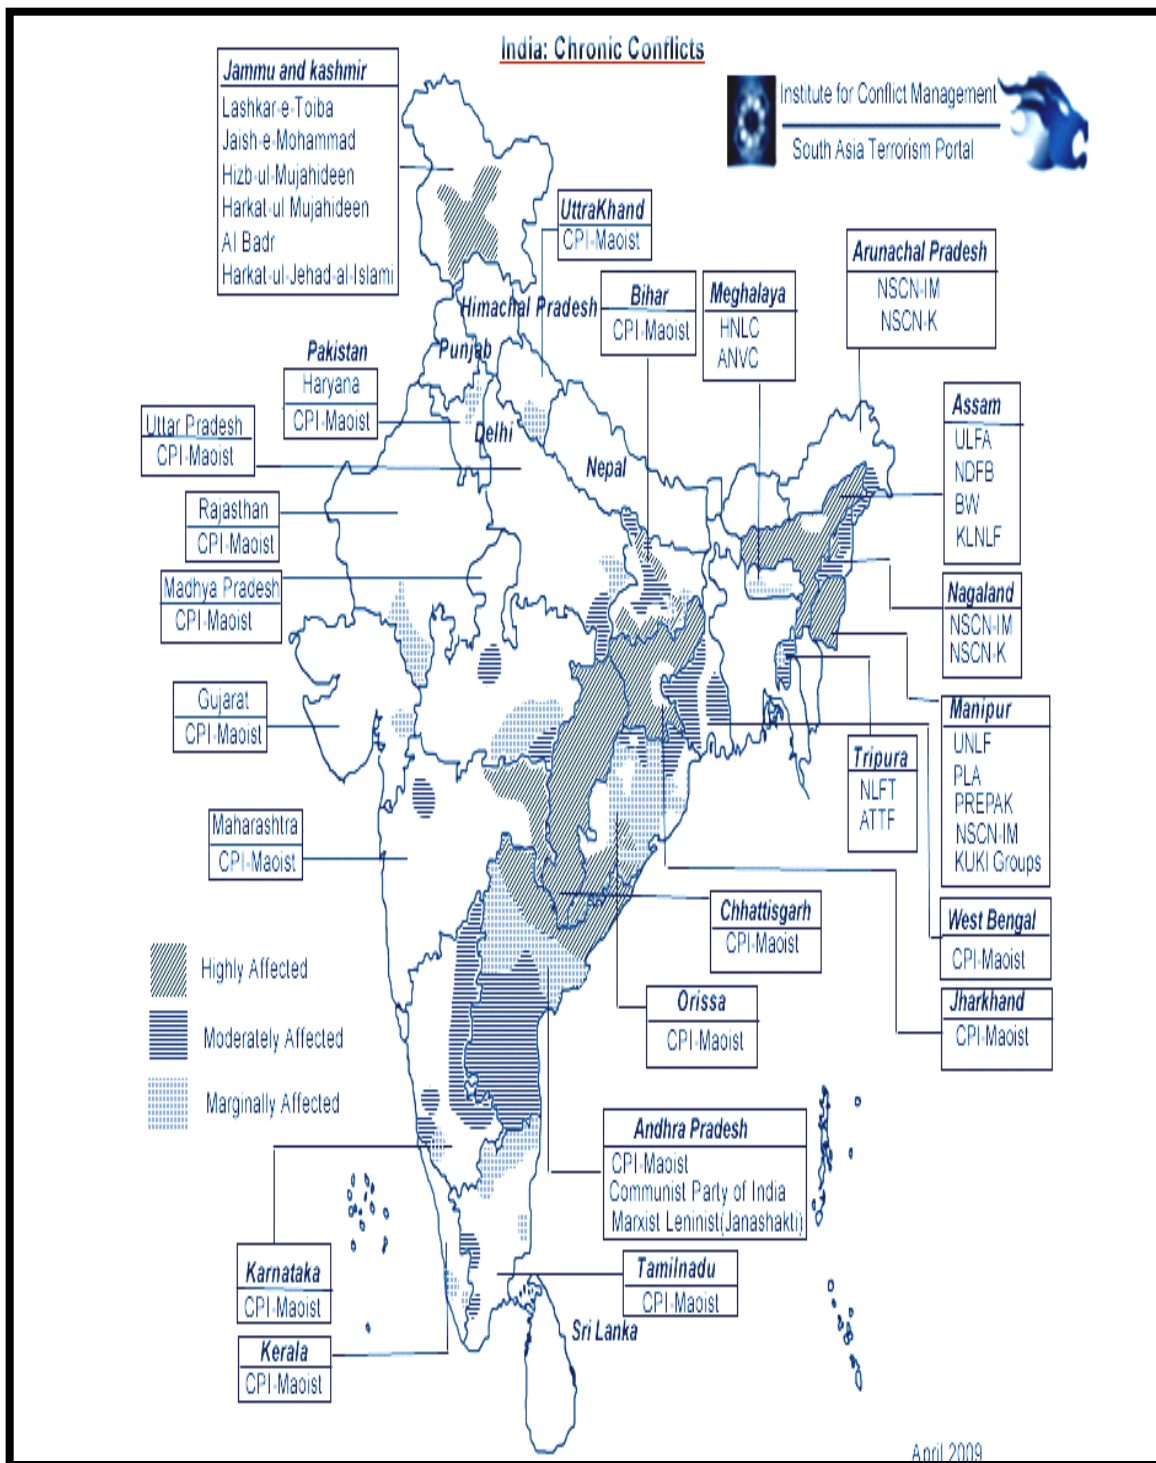 India: Chronic Conflicts
Institute for Conflict Management
South Asia Terrorism Portal
Jammu and kashmir
Lashkar-e-Toiba
Jaish-e-Mohammad
Hizb-ul-Mujahideen
Harkat-ul Mujahideen
Al Badr
Harkat-ul-Jehad-al-Islami
UttraKhand
CPI-Maoist
Bihar
CPI-Maoist
Meghalaya
HNLC
ANVC
Arunachal Pradesh
NSCN-IM
NSCN-K
Himachal Pradesh
Punjab
Pakistan
Haryana
CPI-Maoist
Delhi
Nepal
Uttar Pradesh
CPI-Maoist
Assam
ULFA
NDFB
BW
KLNLF
Rajasthan
CPI-Maoist
Madhya Pradesh
CPI-Maoist
Nagaland
NSCN-IM
NSCN-K
Gujarat
CPI-Maoist
Manipur
UNLF
PLA
PREPAK
NSCN-IM
KUKI Groups
Tripura
NLFT
ATTF
Maharashtra
CPI-Maoist
Chhattisgarh
CPI-Maoist
West Bengal
CPI-Maoist
Highly Affected
Moderately Affected
Marginally Affected
Orissa
CPI-Maoist
Jharkhand
CPI-Maoist
Andhra Pradesh
CPI-Maoist
Communist Party of India
Marxist Leninist(Janashakti)
Karnataka
CPI-Maoist
Tamilnadu
CPI-Maoist
Sri Lanka
Kerala
CPI-Maoist
April 2009